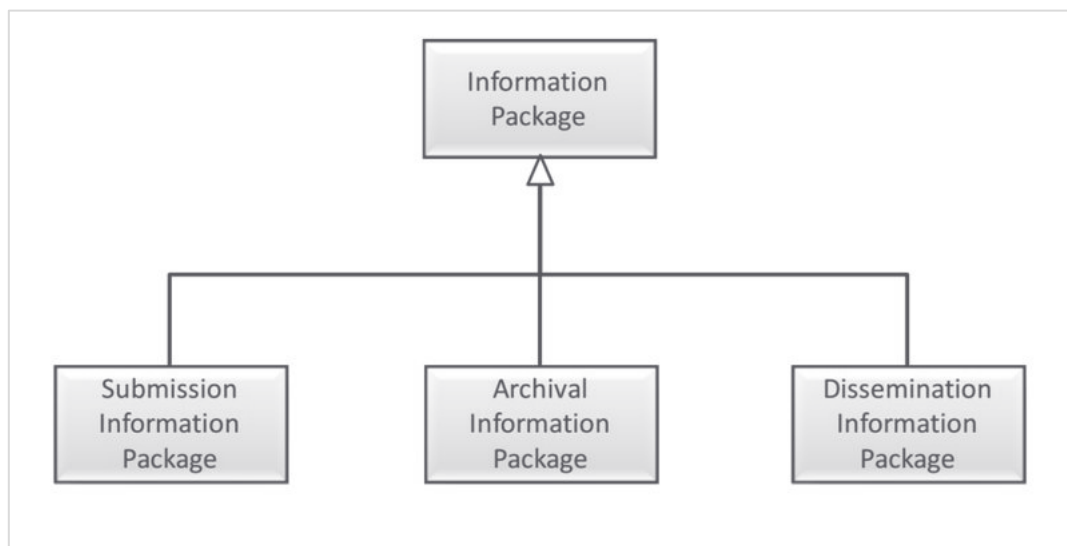 Information
Package
Submission
Information
Package
Archival
Information
Package
Dissemination
Information
Package